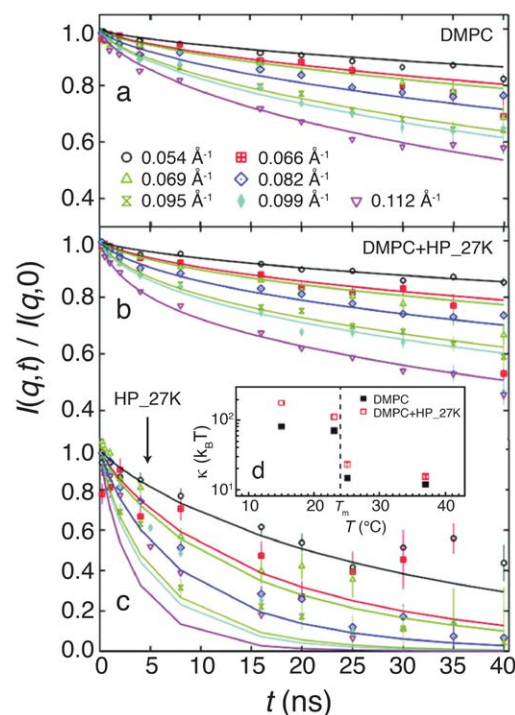 1.0
DMPC
0.8
a
0.6
0.054 Å-1
0.066 Å-1
0.069 Å-1
0.082 Å-1
0.095 Å-1
0.099 Å-1
0.112 Å-1
0.4
1.0
DMPC+HP_27K
0.8
b
0.6
I(q,t) / I(q,0)
HP_27K
0.4
DMPC
DMPC+HP_27K
d
κ (kBT)
10²
10¹
10
20
Tm
30
40
T (°C)
1.0
0.8
0.6
0.4
c
0.2
0.0
0
5
10
15
20
25
30
35
40
t (ns)